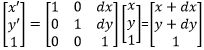 [x′ y′ 1] = [1 0 dx 0 1 dy 0 0 1] [x y 1] = [x + dx y + dy 1]